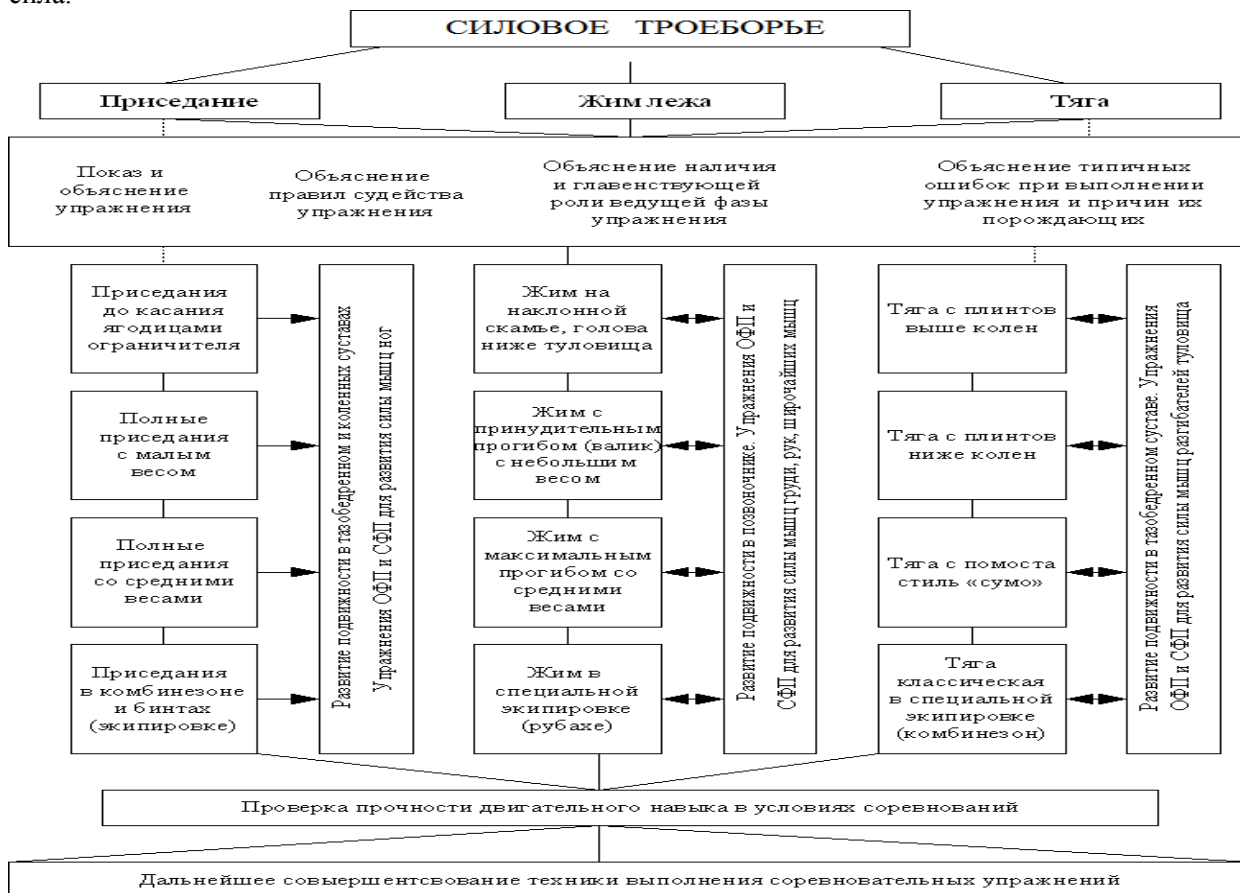 сила.
СИЛОВОЕ ТРОЕБОРЬЕ
Приседание
Жим лежа
Тяга
Показ и
объяснение
упражнения
Объяснение
правил судейства
упражнения
Объяснение наличия
и главенствующей
роли ведущей фазы
упражнения
Объяснение типичных
ошибок при выполнении
упражнения и причин их
порождающих
Приседания
до касания
ягодицами
ограничителя
Полные
приседания
с малым
весом
Полные
приседания
со средними
весами
Приседания
в комбинезоне
и бинтах
(экипировке)
Развитие подвижности в тазобедренном и коленных суставах
Упражнения ОФП и СФП для развития силы мышц ног
Жим на
наклонной
скамье, голова
ниже туловища
Жим с
принудительным
прогибом (валик)
с небольшим
весом
Жим с
максимальным
прогибом со
средними
весами
Жим в
специальной
экипировке
(рубахе)
Развитие подвижности в позвоночнике. Упражнения ОФП и
СФП для развития силы мышц груди, рук, широчайших мышц
Тяга с плинтов
выше колен
Тяга с плинтов
ниже колен
Тяга с помоста
стиль «сумо»
Тяга
классическая
в специальной
экипировке
(комбинезон)
Развитие подвижности в тазобедренном суставе. Упражнения
ОФП и СФП для развития силы мышц разгибателей туловища
Проверка прочности двигательного навыка в условиях соревнований
Дальнейшее совыершентсвование техники выполнения соревновательных упражнений